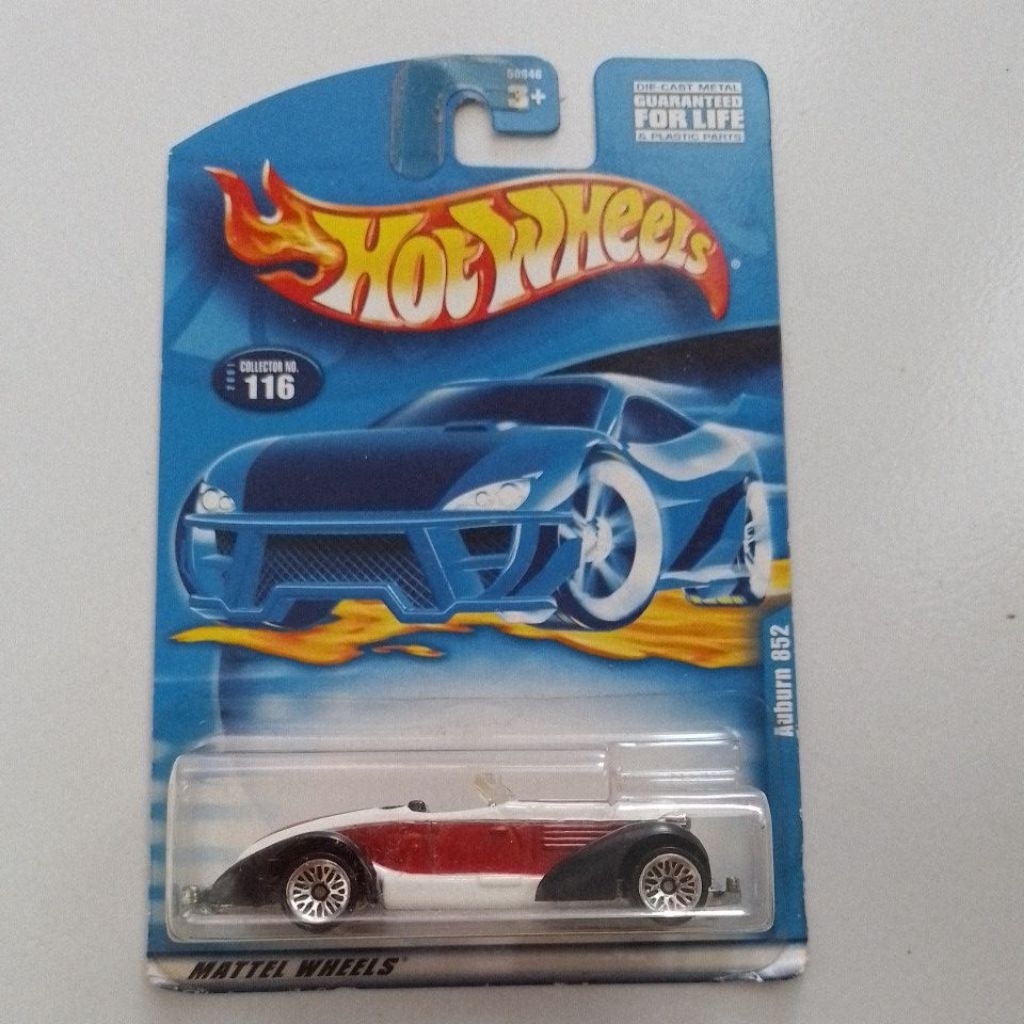 50046
3+
DIE-CAST METAL
GUARANTEED
FOR LIFE
& PLASTIC PARTS
HOT WHEELS®
2001
COLLECTOR NO.
116
Auburn 852
MATTEL WHEELS